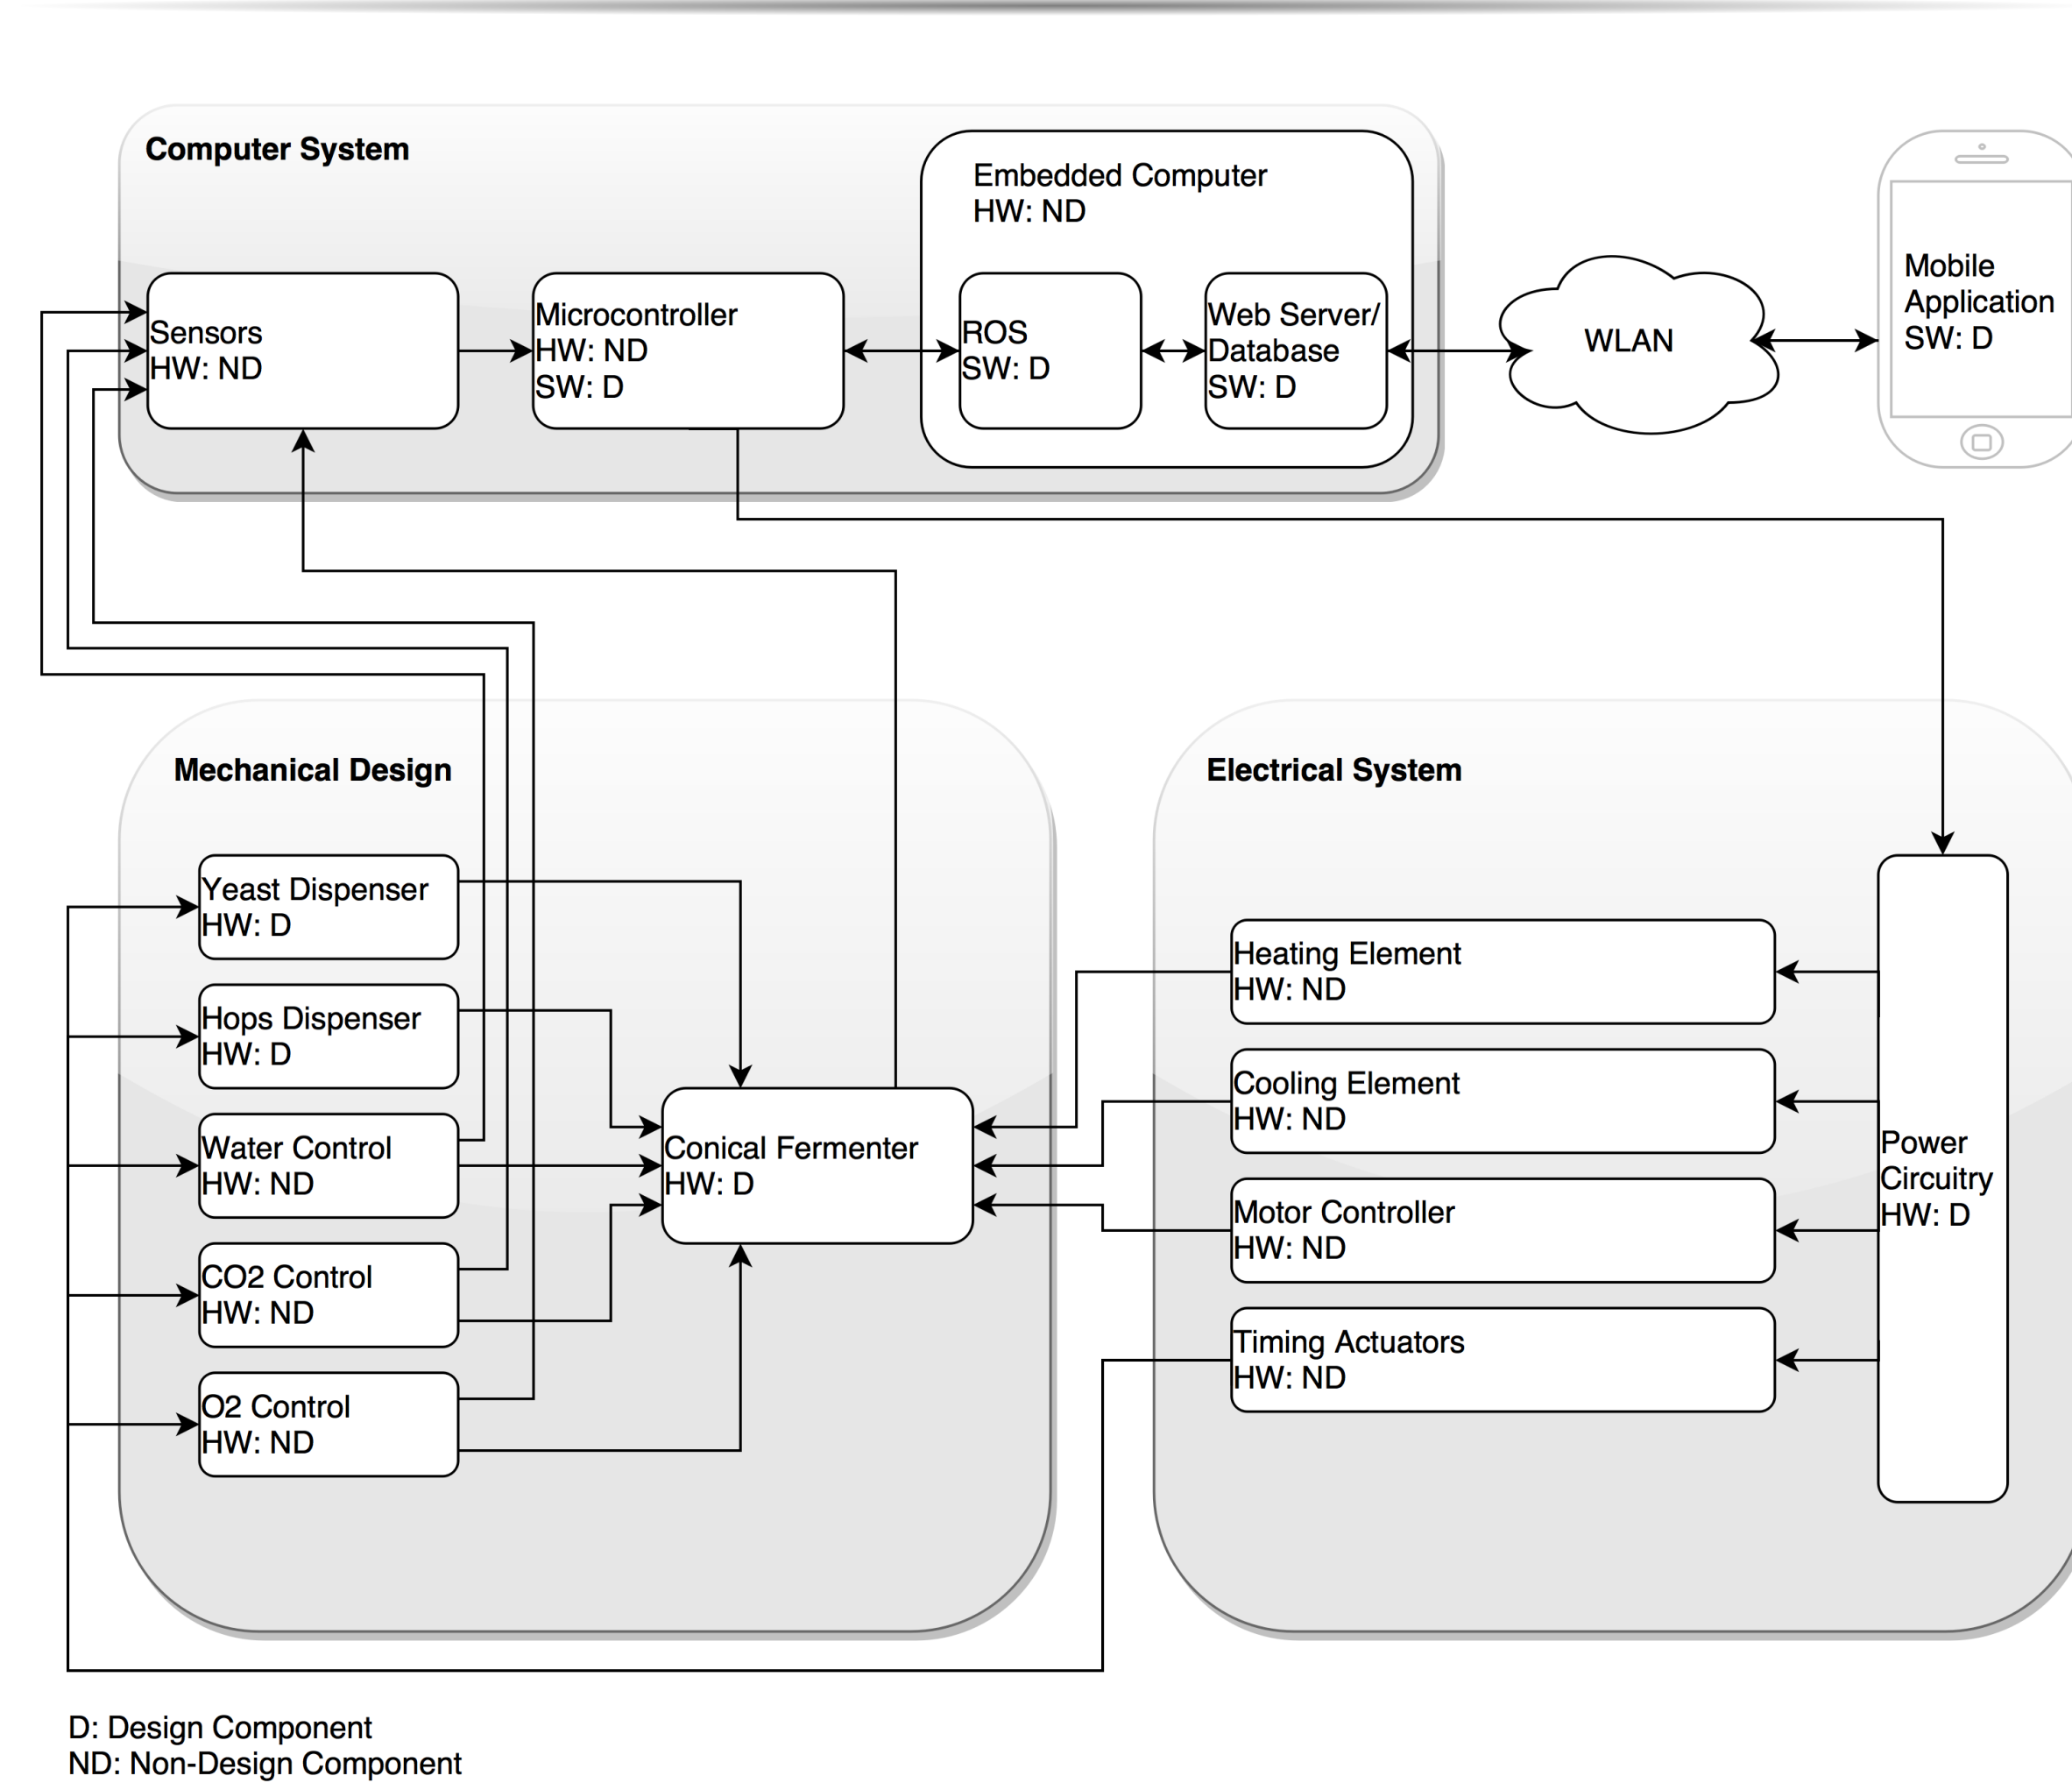 Computer System
Embedded Computer
HW: ND
Sensors
HW: ND
Microcontroller
HW: ND
SW: D
ROS
SW: D
Web Server/
Database
SW: D
WLAN
Mobile
Application
SW: D
Mechanical Design
Yeast Dispenser
HW: D
Hops Dispenser
HW: D
Water Control
HW: ND
CO2 Control
HW: ND
O2 Control
HW: ND
Conical Fermenter
HW: D
Electrical System
Heating Element
HW: ND
Cooling Element
HW: ND
Motor Controller
HW: ND
Timing Actuators
HW: ND
Power
Circuitry
HW: D
D: Design Component
ND: Non-Design Component